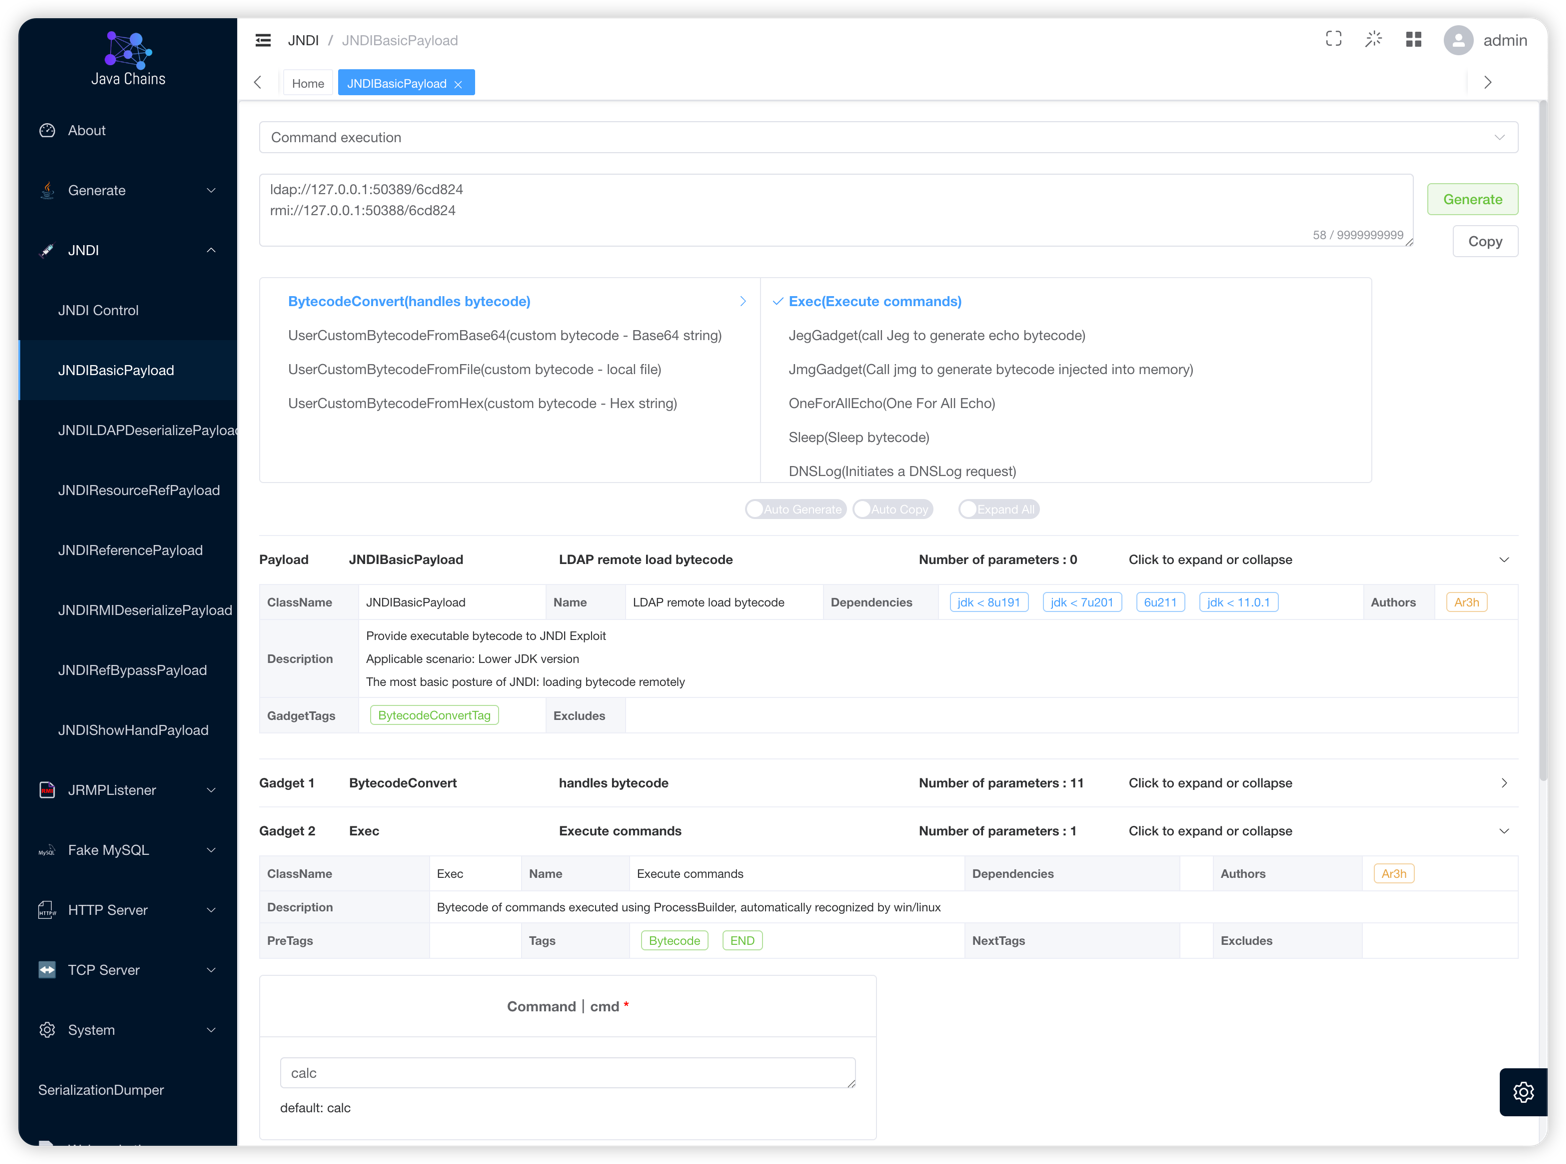 Java Chains
About
Generate
JNDI
JNDI Control
JNDIBasicPayload
JNDILDAPDeserializePayload
JNDIResourceRefPayload
JNDIReferencePayload
JNDIRMIDeserializePayload
JNDIRefBypassPayload
JNDIShowHandPayload
JRMPListener
Fake MySQL
HTTP Server
TCP Server
System
SerializationDumper
JNDI / JNDIBasicPayload
admin
Home
JNDIBasicPayload
Command execution
ldap://127.0.0.1:50389/6cd824
rmi://127.0.0.1:50388/6cd824
58 / 9999999999
Generate
Copy
BytecodeConvert(handles bytecode)
UserCustomBytecodeFromBase64(custom bytecode - Base64 string)
UserCustomBytecodeFromFile(custom bytecode - local file)
UserCustomBytecodeFromHex(custom bytecode - Hex string)
Exec(Execute commands)
JegGadget(call Jeg to generate echo bytecode)
JmgGadget(Call jmg to generate bytecode injected into memory)
OneForAllEcho(One For All Echo)
Sleep(Sleep bytecode)
DNSLog(Initiates a DNSLog request)
Auto Generate Auto Copy Expand All
Payload JNDIBasicPayload LDAP remote load bytecode Number of parameters : 0 Click to expand or collapse
ClassName JNDIBasicPayload Name LDAP remote load bytecode Dependencies jdk < 8u191 jdk < 7u201 6u211 jdk < 11.0.1 Authors Ar3h
Description
Provide executable bytecode to JNDI Exploit
Applicable scenario: Lower JDK version
The most basic posture of JNDI: loading bytecode remotely
GadgetTags BytecodeConvertTag Excludes
Gadget 1 BytecodeConvert handles bytecode Number of parameters : 11 Click to expand or collapse
Gadget 2 Exec Execute commands Number of parameters : 1 Click to expand or collapse
ClassName Exec Name Execute commands Dependencies Authors Ar3h
Description Bytecode of commands executed using ProcessBuilder, automatically recognized by win/linux
PreTags Tags Bytecode END NextTags Excludes
Command | cmd *
calc
default: calc